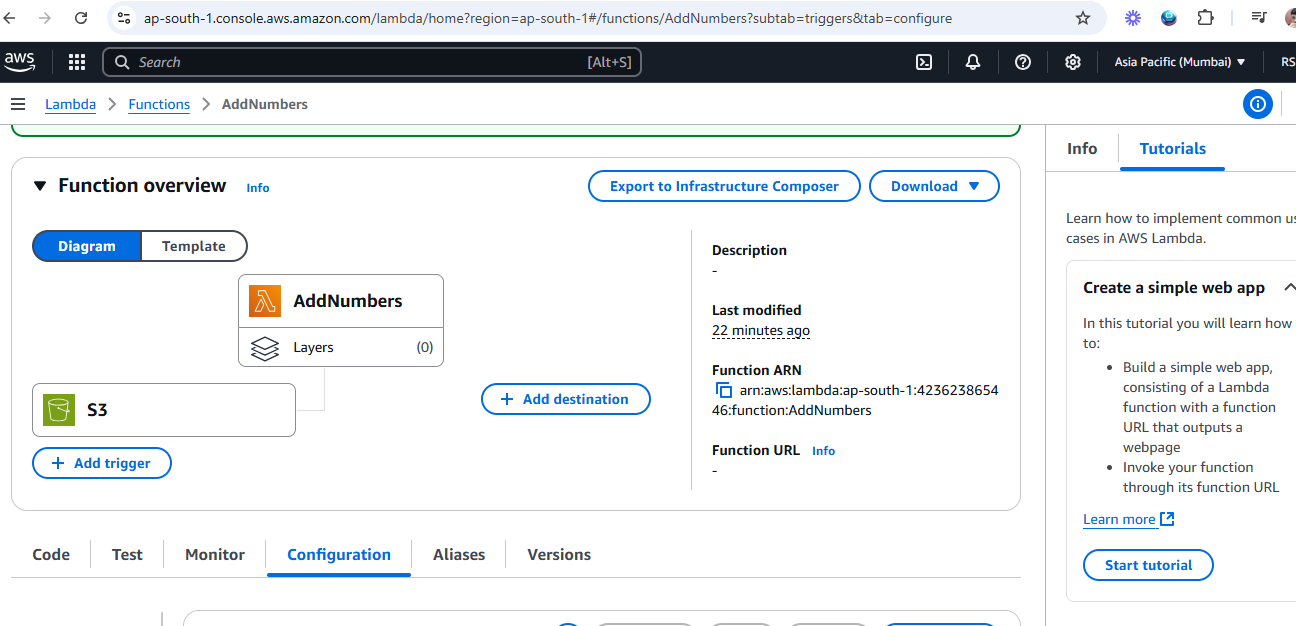 ap-south-1.console.aws.amazon.com/lambda/home?region=ap-south-1#/functions/AddNumbers?subtab=triggers&tab=configure
aws
Search
[Alt+S]
Asia Pacific (Mumbai)
RS
Lambda
Functions
AddNumbers
Function overview
Info
Export to Infrastructure Composer
Download
Diagram
Template
AddNumbers
Layers
(0)
S3
Add trigger
Add destination
Description
-
Last modified
22 minutes ago
Function ARN
arn:aws:lambda:ap-south-1:4236238654
46:function:AddNumbers
Function URL
Info
-
Code
Test
Monitor
Configuration
Aliases
Versions
Info
Tutorials
Learn how to implement common us
cases in AWS Lambda.
Create a simple web app
In this tutorial you will learn how
to:
• Build a simple web app,
consisting of a Lambda
function with a function
URL that outputs a
webpage
• Invoke your function
through its function URL
Learn more
Start tutorial